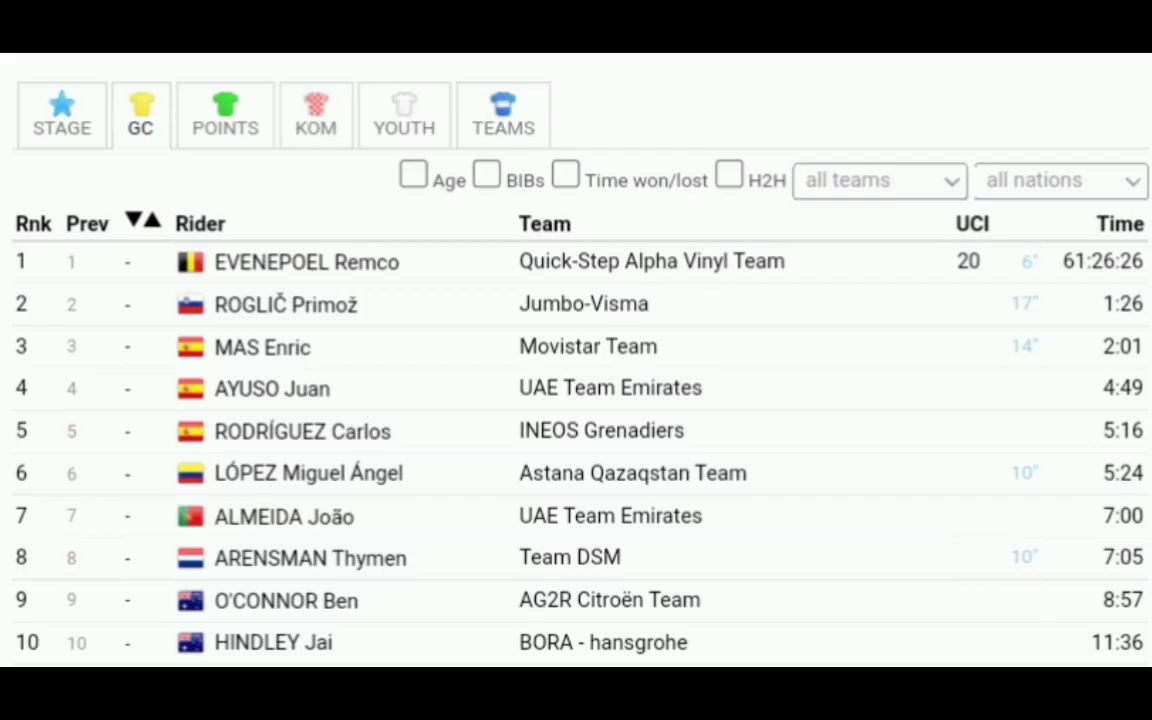 STAGE GC POINTS KOM YOUTH TEAMS
Age BIBs Time won/lost H2H all teams all nations
Rnk Prev ▼▲ Rider Team UCI Time
1 1 - EVENEPOEL Remco Quick-Step Alpha Vinyl Team 20 6" 61:26:26
2 2 - ROGLIČ Primož Jumbo-Visma 17" 1:26
3 3 - MAS Enric Movistar Team 14" 2:01
4 4 - AYUSO Juan UAE Team Emirates 4:49
5 5 - RODRÍGUEZ Carlos INEOS Grenadiers 5:16
6 6 - LÓPEZ Miguel Ángel Astana Qazaqstan Team 10" 5:24
7 7 - ALMEIDA João UAE Team Emirates 7:00
8 8 - ARENSMAN Thymen Team DSM 10" 7:05
9 9 - O'CONNOR Ben AG2R Citroën Team 8:57
10 10 - HINDLEY Jai BORA - hansgrohe 11:36